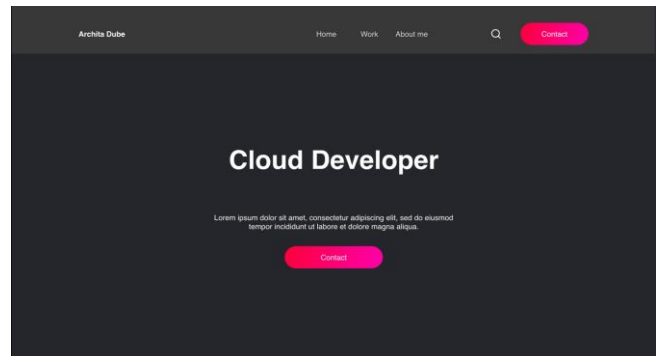 Archita Dube
Home Work About me Contact
Cloud Developer
Lorem ipsum dolor sit amet, consectetur adipiscing elit, sed do eiusmod
tempor incididunt ut labore et dolore magna aliqua.
Contact